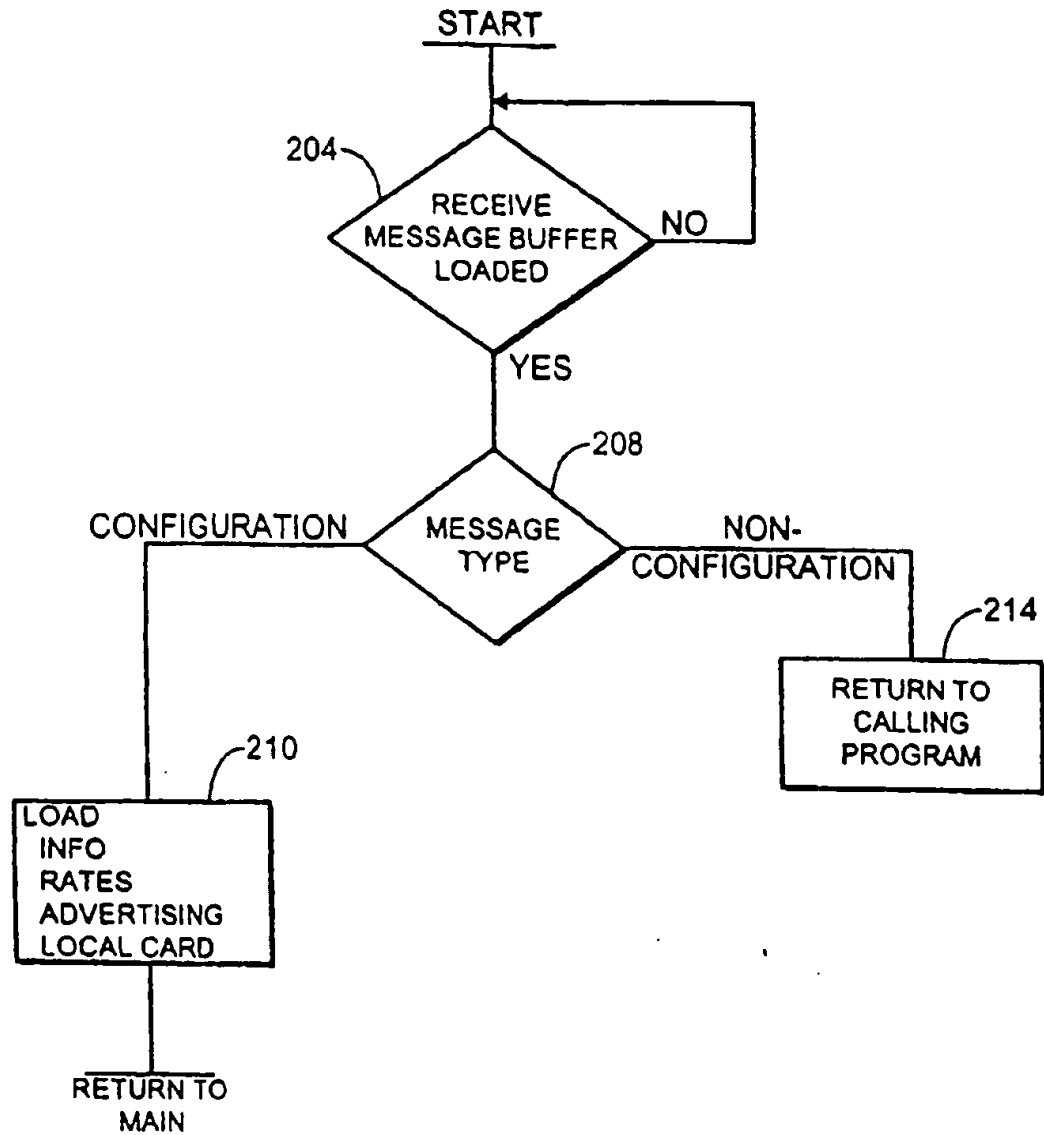 START
204
RECEIVE
MESSAGE BUFFER
LOADED
NO
YES
208
CONFIGURATION
MESSAGE
TYPE
NON-
CONFIGURATION
214
RETURN TO
CALLING
PROGRAM
210
LOAD
INFO
RATES
ADVERTISING
LOCAL CARD
RETURN TO
MAIN